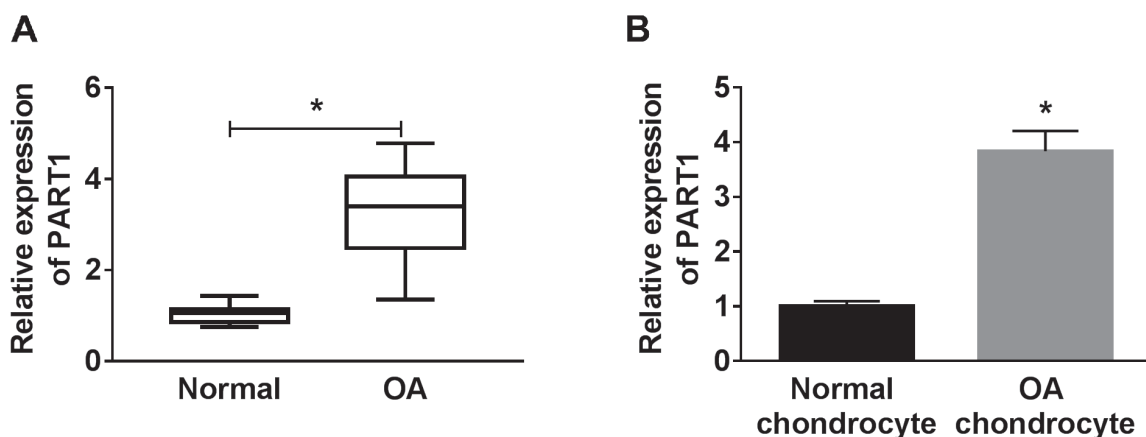 A
Relative expression
of PART1
6
4
2
0
*
Normal
OA
B
Relative expression
of PART1
5
4
3
2
1
0
*
Normal
chondrocyte
OA
chondrocyte